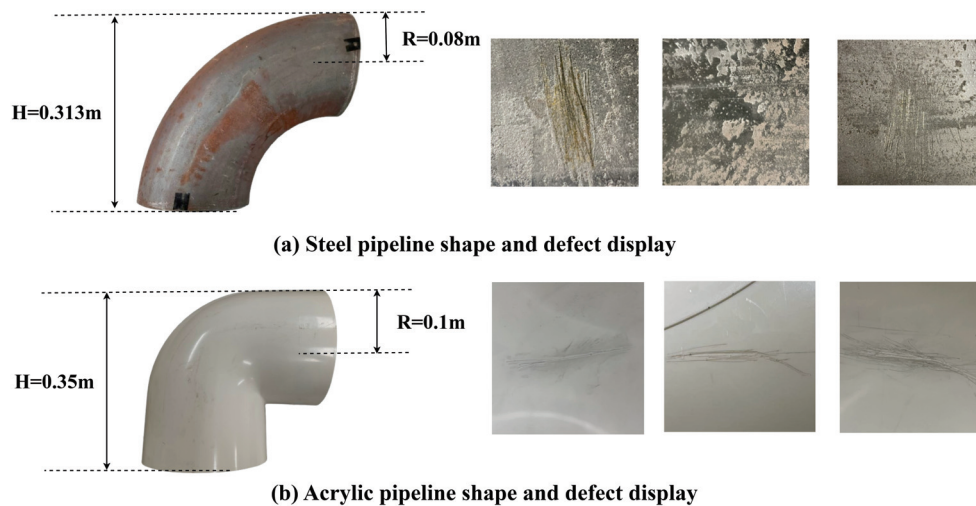 R=0.08m
H=0.313m
(a) Steel pipeline shape and defect display
R=0.1m
H=0.35m
(b) Acrylic pipeline shape and defect display